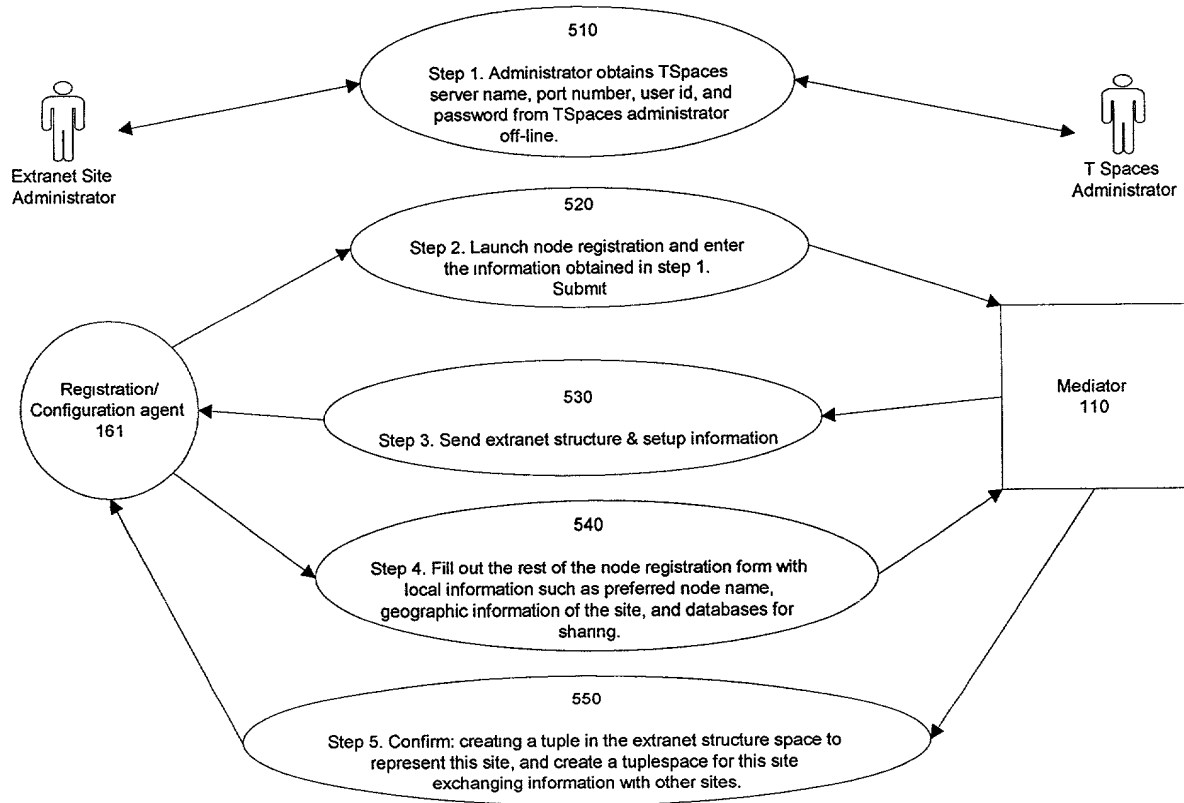 510
Step 1. Administrator obtains TSpaces
server name, port number, user id, and
password from TSpaces administrator
off-line.
Extranet Site
Administrator
T Spaces
Administrator
520
Step 2. Launch node registration and enter
the information obtained in step 1.
Submit
Registration/
Configuration agent
161
Mediator
110
530
Step 3. Send extranet structure & setup information
540
Step 4. Fill out the rest of the node registration form with
local information such as preferred node name,
geographic information of the site, and databases for
sharing.
550
Step 5. Confirm: creating a tuple in the extranet structure space to
represent this site, and create a tuplespace for this site
exchanging information with other sites.